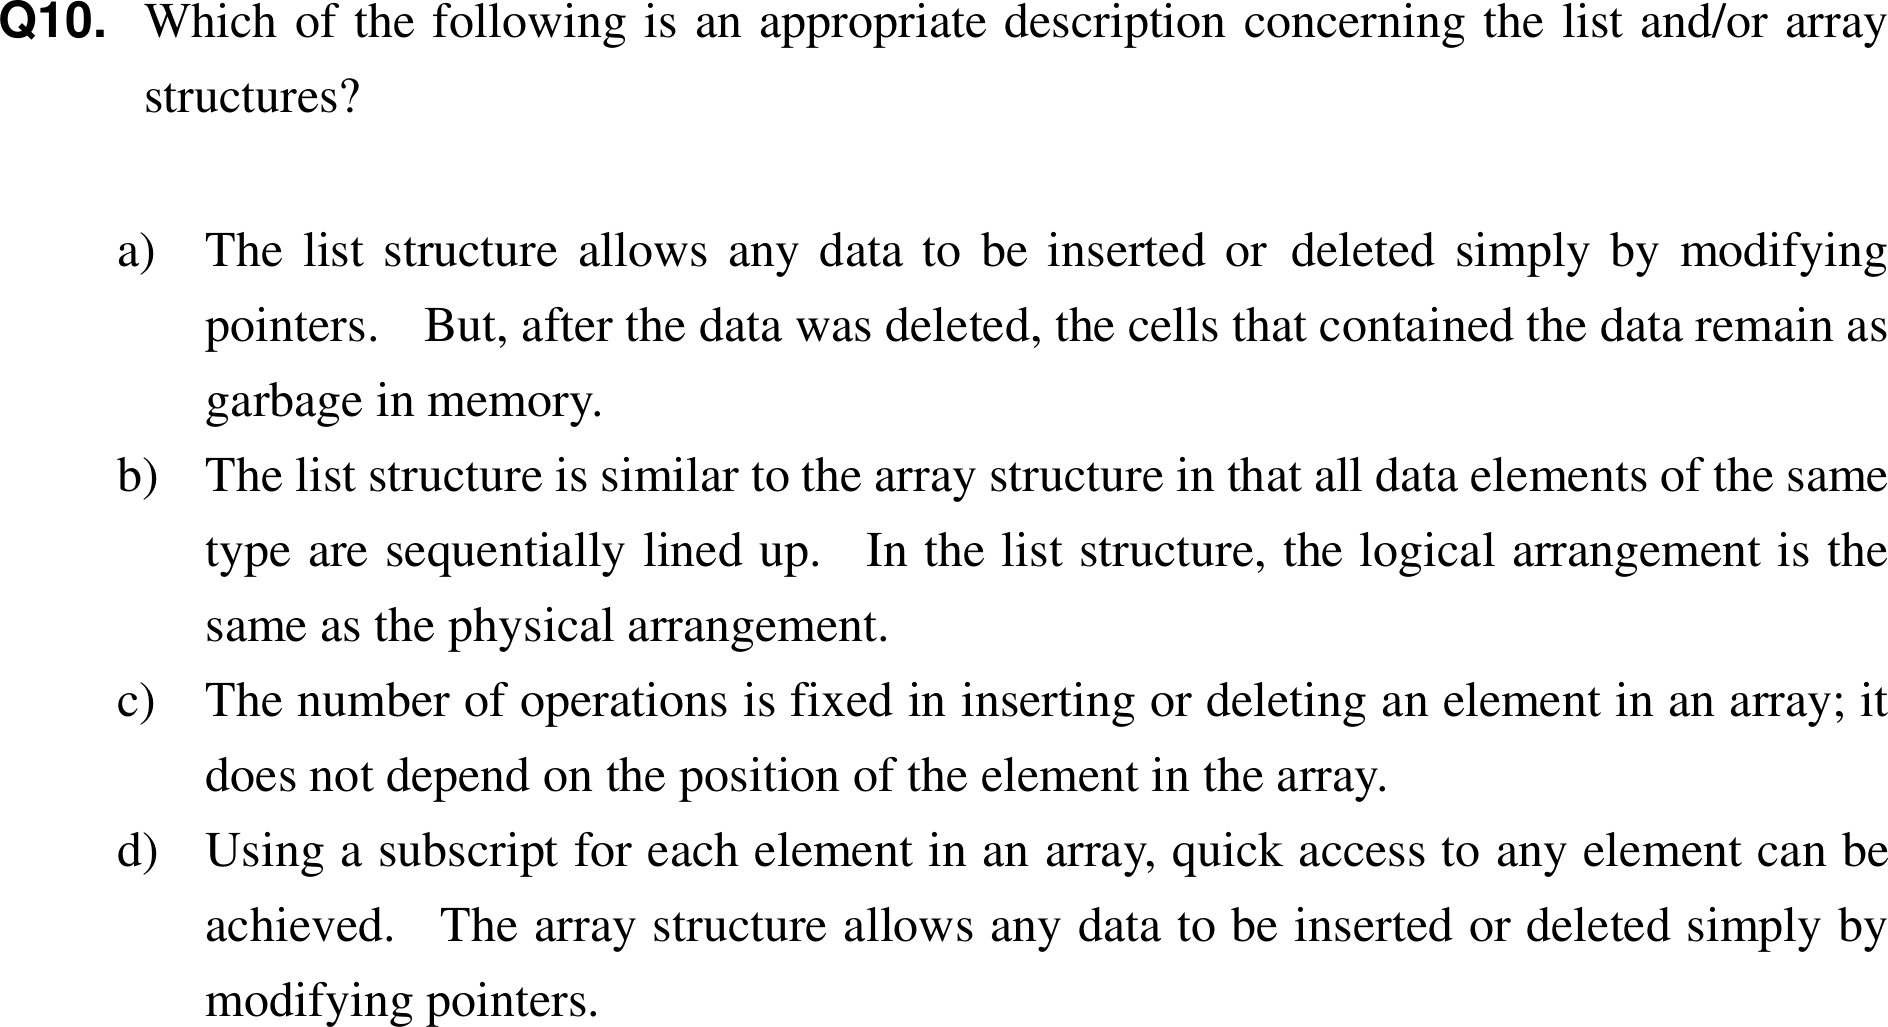 Q10. Which of the following is an appropriate description concerning the list and/or array
structures?
a) The list structure allows any data to be inserted or deleted simply by modifying
pointers. But, after the data was deleted, the cells that contained the data remain as
garbage in memory.
b) The list structure is similar to the array structure in that all data elements of the same
type are sequentially lined up. In the list structure, the logical arrangement is the
same as the physical arrangement.
c) The number of operations is fixed in inserting or deleting an element in an array; it
does not depend on the position of the element in the array.
d) Using a subscript for each element in an array, quick access to any element can be
achieved. The array structure allows any data to be inserted or deleted simply by
modifying pointers.